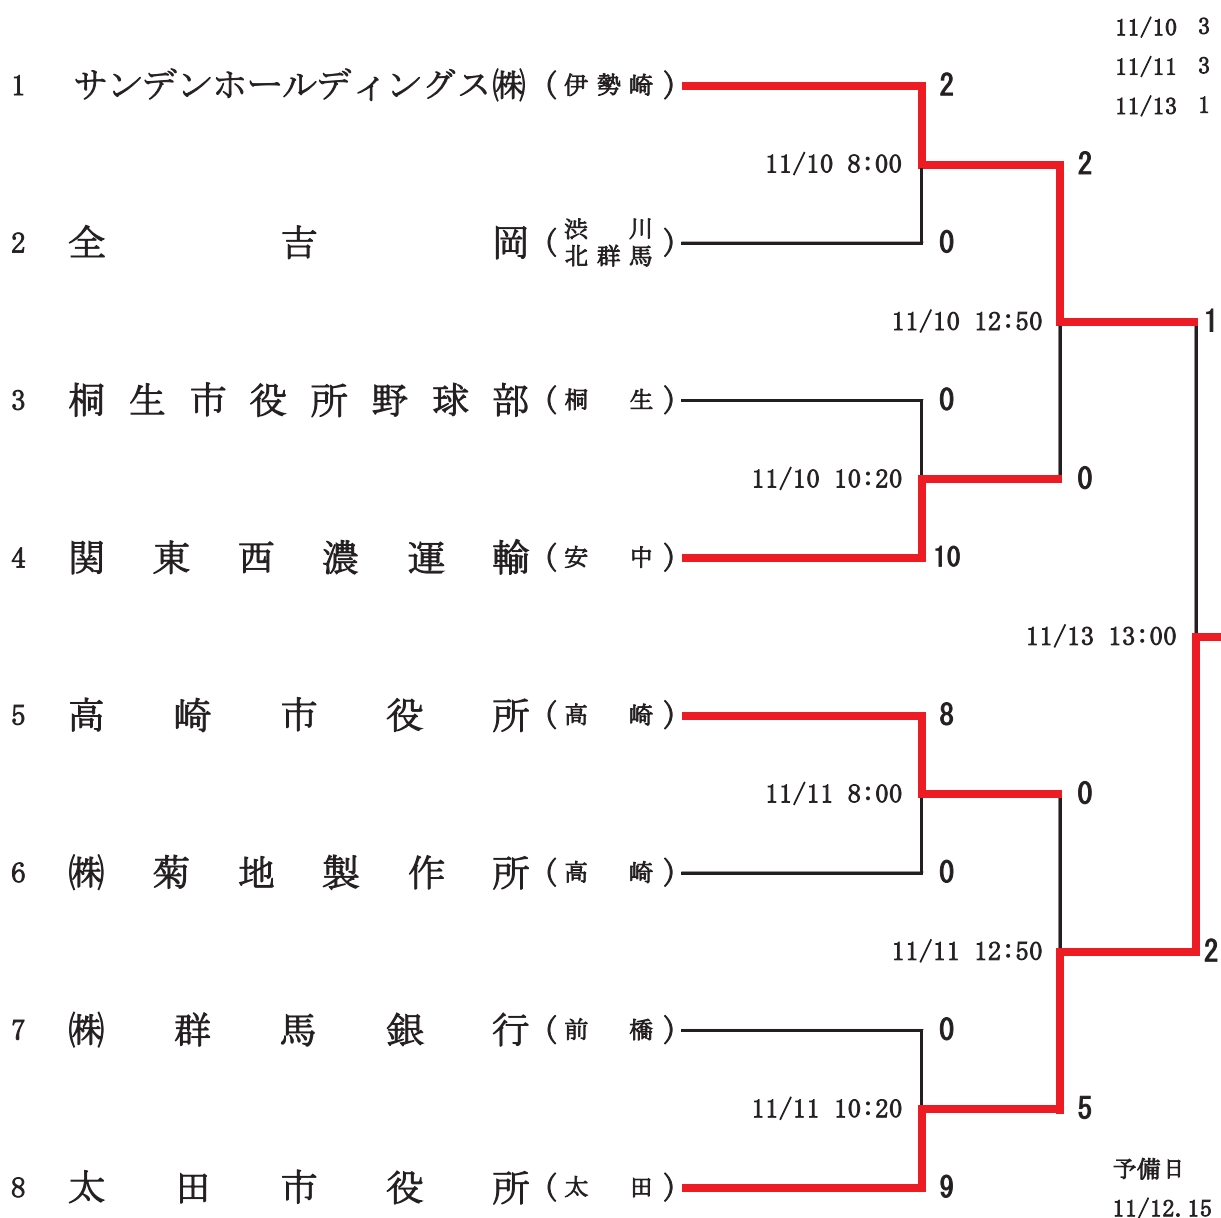 11/10 3
11/11 3
11/13 1
1 サンデンホールディングス㈱ (伊勢崎) 2
11/10 8:00 2
2 全吉岡 (渋川北群馬) 0
11/10 12:50 1
3 桐生市役所野球部 (桐生) 0
11/10 10:20 0
4 関東西濃運輸 (安中) 10
11/13 13:00
5 高崎市役所 (高崎) 8
11/11 8:00 0
6 ㈱菊地製作所 (高崎) 0
11/11 12:50 2
7 ㈱群馬銀行 (前橋) 0
11/11 10:20 5
8 太田市役所 (太田) 9
予備日
11/12.15